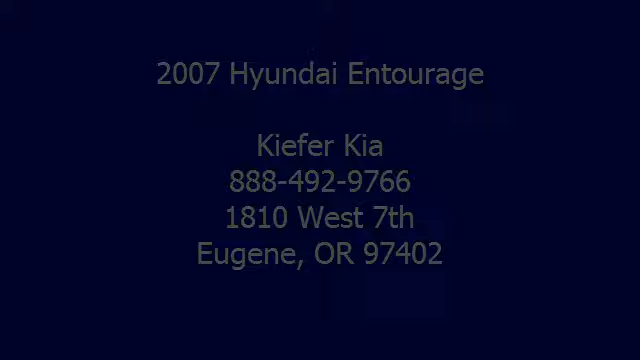 2007 Hyundai Entourage
Kiefer Kia
888-492-9766
1810 West 7th
Eugene, OR 97402